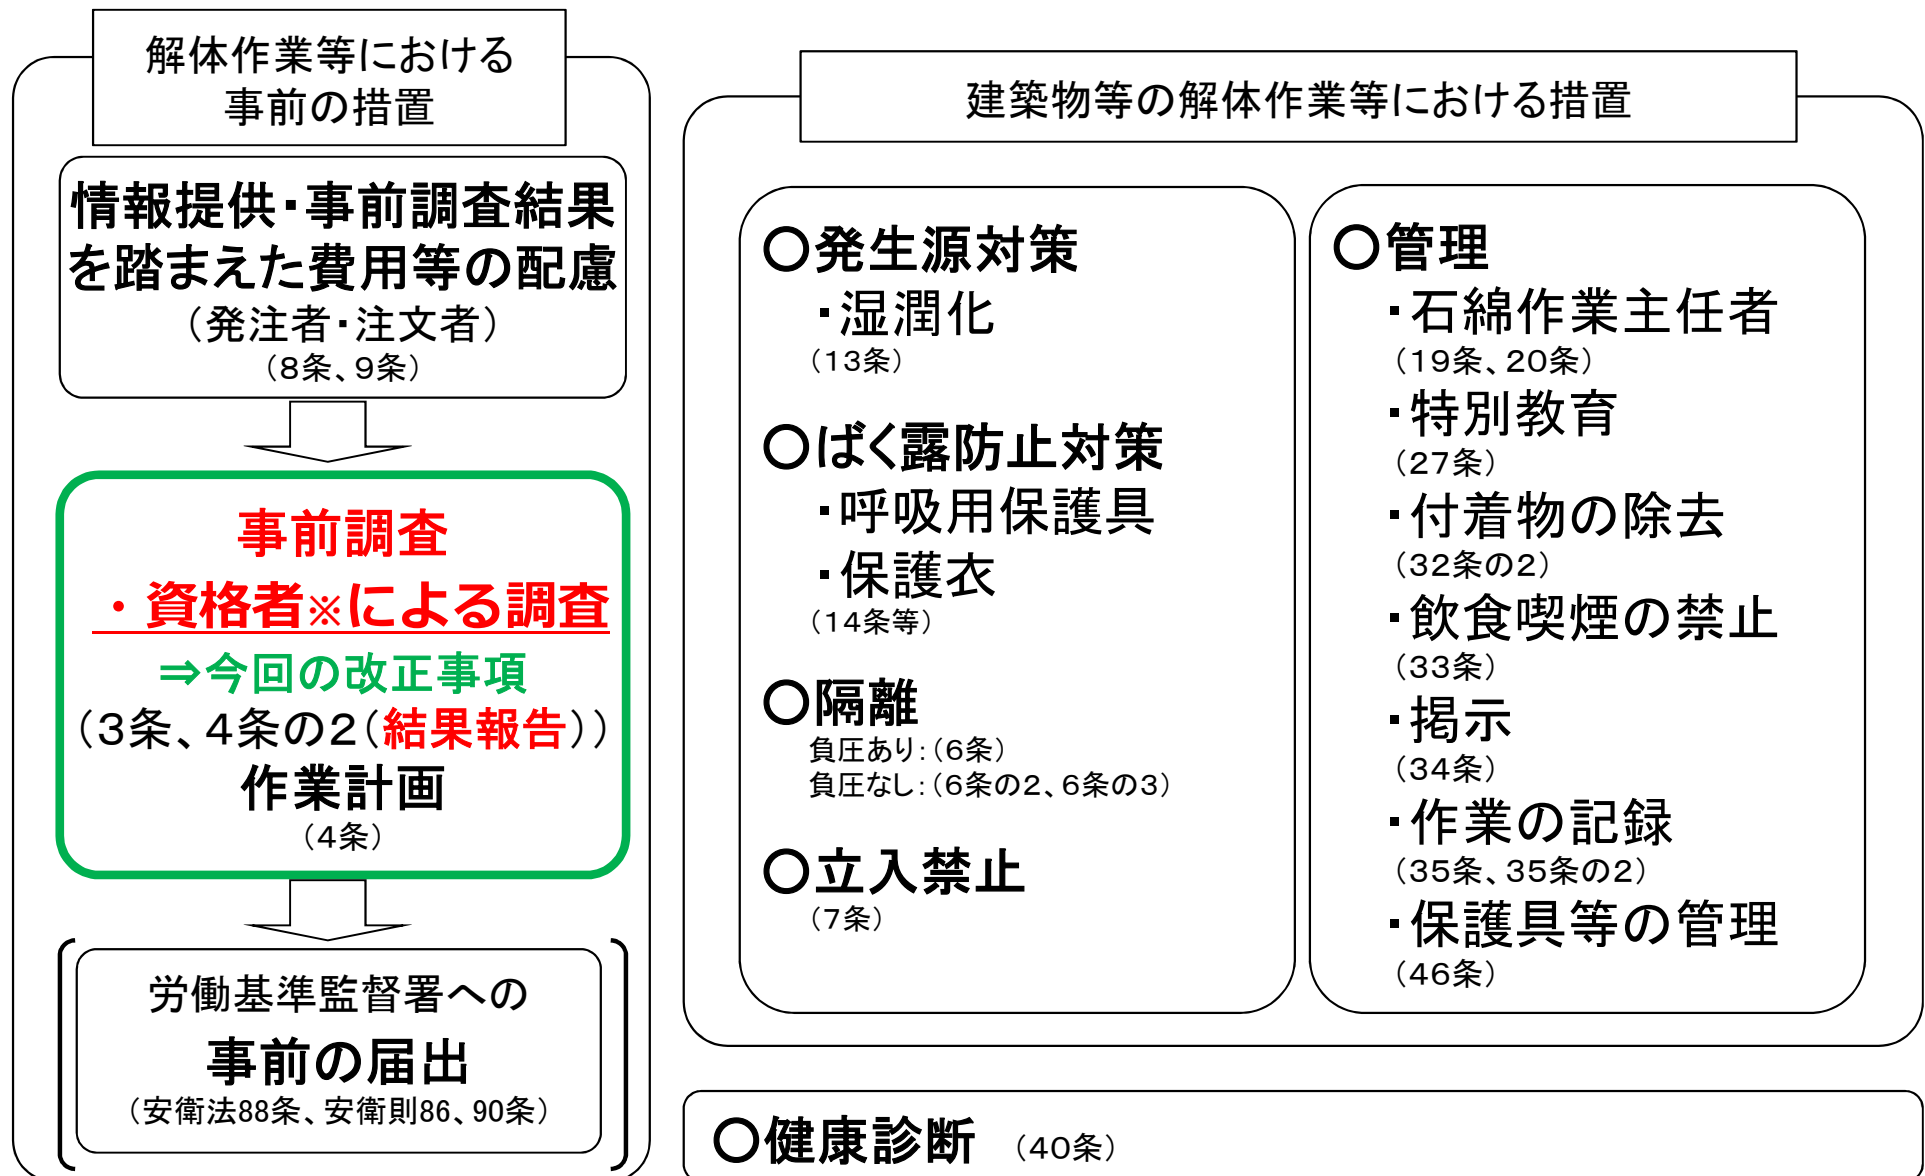 解体作業等における
事前の措置
情報提供・事前調査結果
を踏まえた費用等の配慮
（発注者・注文者）
（８条、９条）
事前調査
・資格者※による調査
⇒今回の改正事項
（３条、４条の２（結果報告））
作業計画
（４条）
労働基準監督署への
事前の届出
（安衛法88条、安衛則86、90条）
建築物等の解体作業等における措置
○発生源対策
・湿潤化
（１３条）
○ばく露防止対策
・呼吸用保護具
・保護衣
（１４条等）
○隔離
負圧あり：（６条）
負圧なし：（６条の２、６条の３）
○立入禁止
（７条）
○管理
・石綿作業主任者
（１９条、２０条）
・特別教育
（２７条）
・付着物の除去
（３２条の２）
・飲食喫煙の禁止
（３３条）
・掲示
（３４条）
・作業の記録
（３５条、３５条の２）
・保護具等の管理
（４６条）
○健康診断　（４０条）